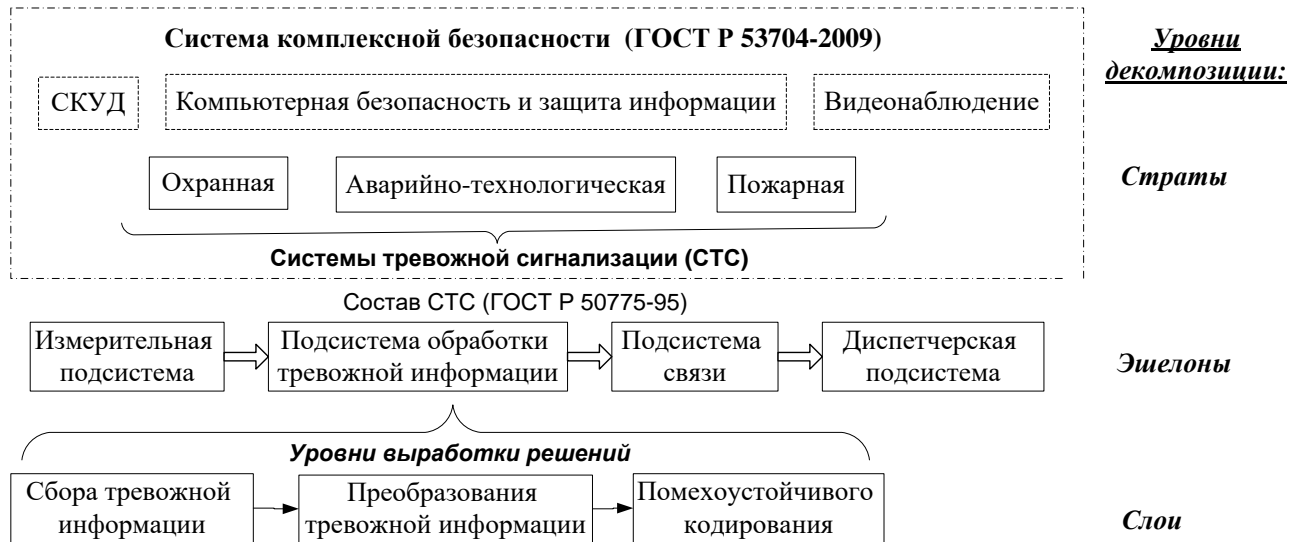 Система комплексной безопасности (ГОСТ Р 53704-2009)
Уровни
декомпозиции:
СКУД
Компьютерная безопасность и защита информации
Видеонаблюдение
Охранная
Аварийно-технологическая
Пожарная
Страты
Системы тревожной сигнализации (СТС)
Состав СТС (ГОСТ Р 50775-95)
Измерительная
подсистема
Подсистема обработки
тревожной информации
Подсистема
связи
Диспетчерская
подсистема
Эшелоны
Уровни выработки решений
Сбора тревожной
информации
Преобразования
тревожной информации
Помехоустойчивого
кодирования
Слои